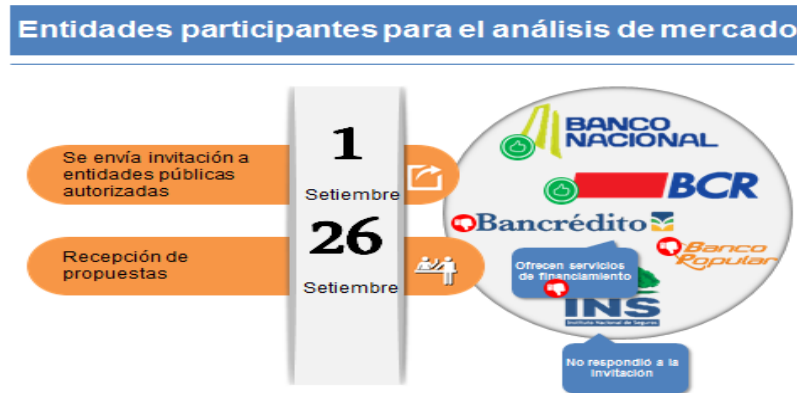 Entidades participantes para el análisis de mercado
Se envía invitación a
entidades públicas
autorizadas
1
Setiembre
Recepción de
propuestas
26
Setiembre
BANCO
NACIONAL
BCR
Bancrédito
Banco
Popular
Ofrecen servicios
de financiamiento
INS
Instituto Nacional de Seguros
No respondió a la
invitación